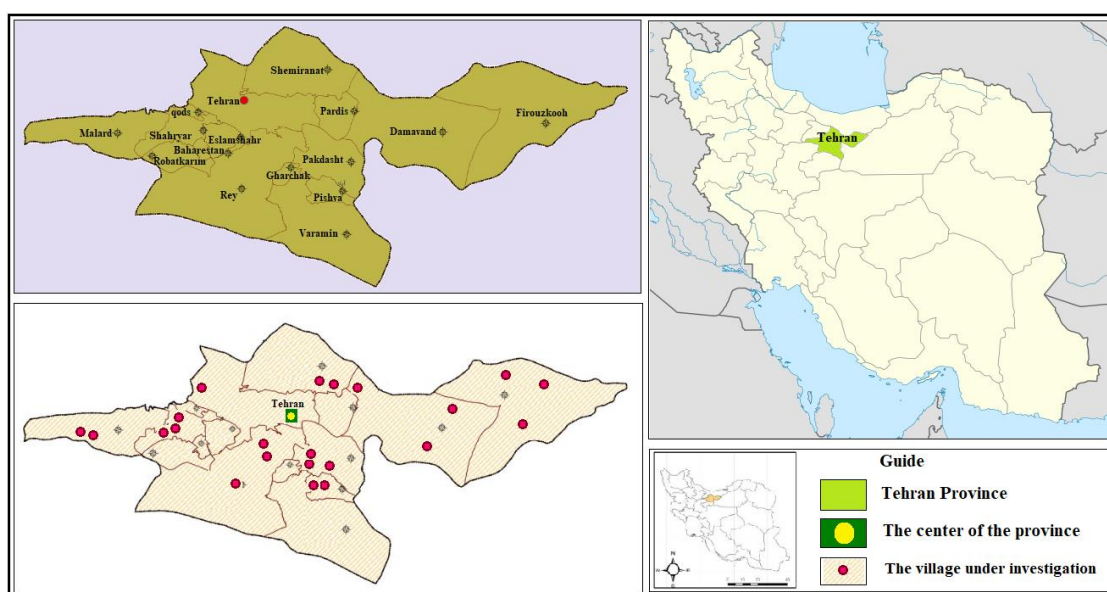 Shemiranat
Tehran
qods
Pardis
Firouzkooh
Malard
Shahryar
Eslamshahr
Damavand
Baharestan
Robatkarim
Pakdasht
Gharchak
Rey
Pishva
Varamin
Tehran
Tehran
Guide
Tehran Province
The center of the province
The village under investigation
N
W
E
S